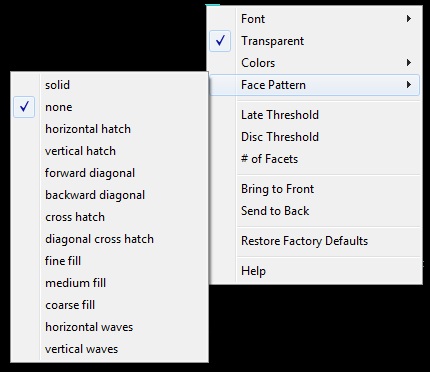 Font
Transparent
Colors
Face Pattern
Late Threshold
Disc Threshold
# of Facets
Bring to Front
Send to Back
Restore Factory Defaults
Help
solid
none
horizontal hatch
vertical hatch
forward diagonal
backward diagonal
cross hatch
diagonal cross hatch
fine fill
medium fill
coarse fill
horizontal waves
vertical waves